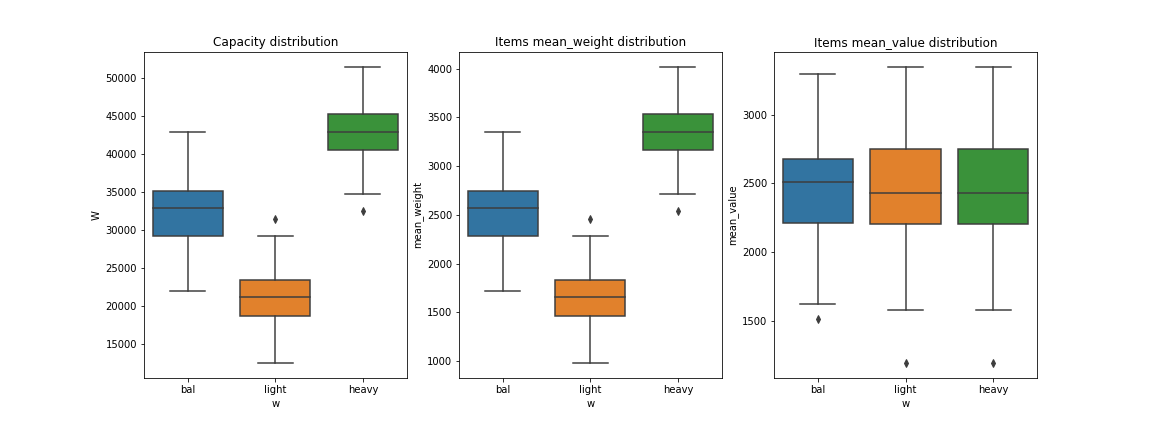 Capacity distribution
50000
45000
40000
35000
30000
25000
20000
15000
W
bal
light
heavy
w
Items mean_weight distribution
4000
3500
3000
2500
2000
1500
1000
mean_weight
bal
light
heavy
w
Items mean_value distribution
3000
2500
2000
1500
mean_value
bal
light
heavy
w